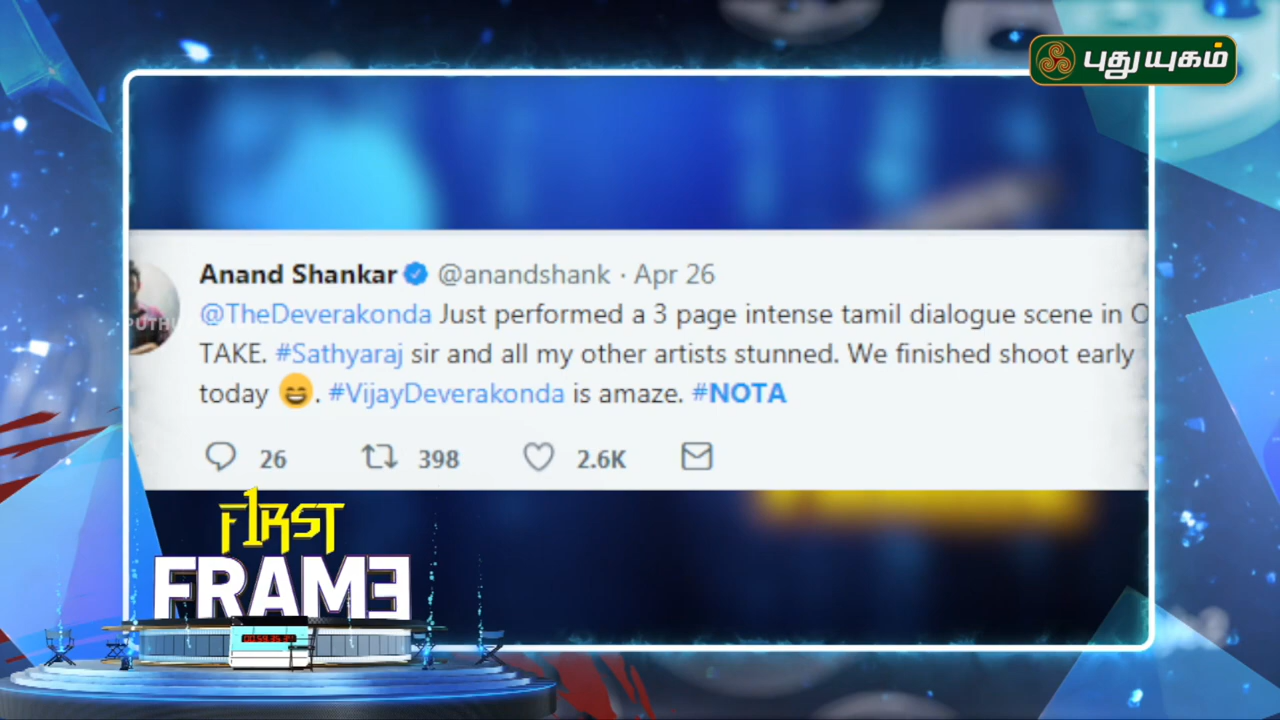 புதுயுகம்
Anand Shankar @anandshank · Apr 26
@TheDeverakonda Just performed a 3 page intense tamil dialogue scene in
TAKE. #Sathyaraj sir and all my other artists stunned. We finished shoot early
today 😄. #VijayDeverakonda is amaze. #NOTA
26 398 2.6K
F1RST
FRAME